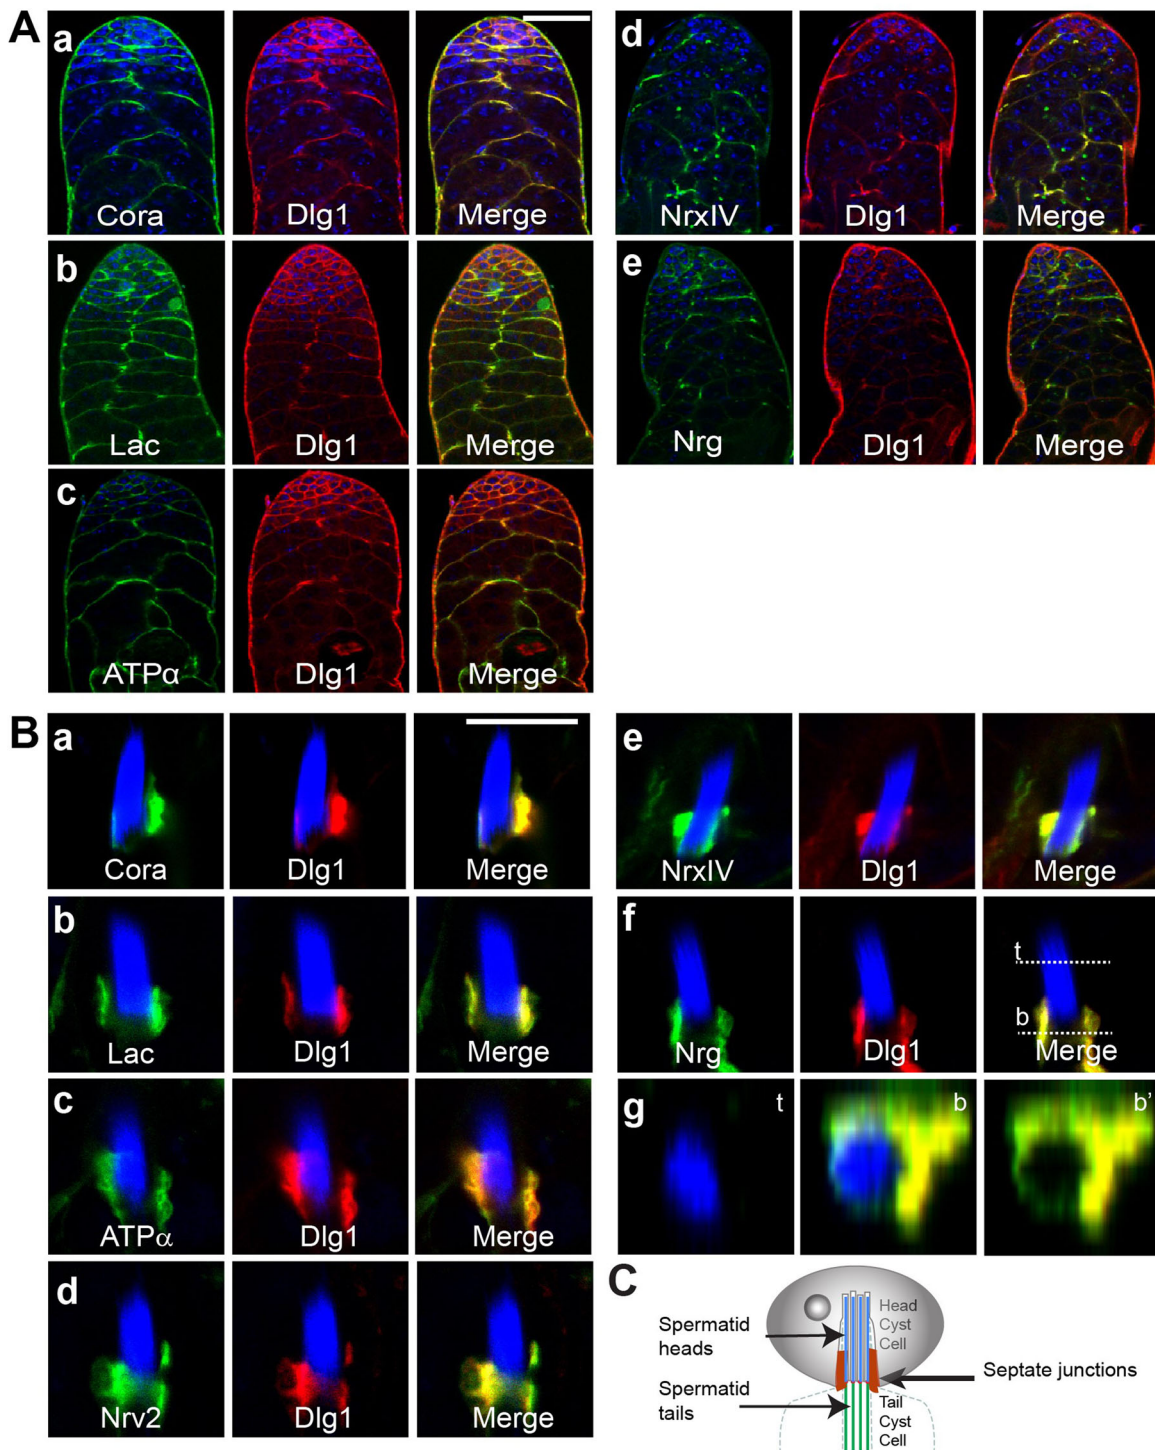 A
a
Cora
Dlg1
Merge
b
Lac
Dlg1
Merge
c
ATPα
Dlg1
Merge
d
NrxIV
Dlg1
Merge
e
Nrg
Dlg1
Merge
B
a
Cora
Dlg1
Merge
b
Lac
Dlg1
Merge
c
ATPα
Dlg1
Merge
d
Nrv2
Dlg1
Merge
e
NrxIV
Dlg1
Merge
f
Nrg
Dlg1
t
b
Merge
g
t
b
b’
C
Spermatid
heads
Spermatid
tails
Head
Cyst
Cell
Septate junctions
Tail
Cyst
Cell